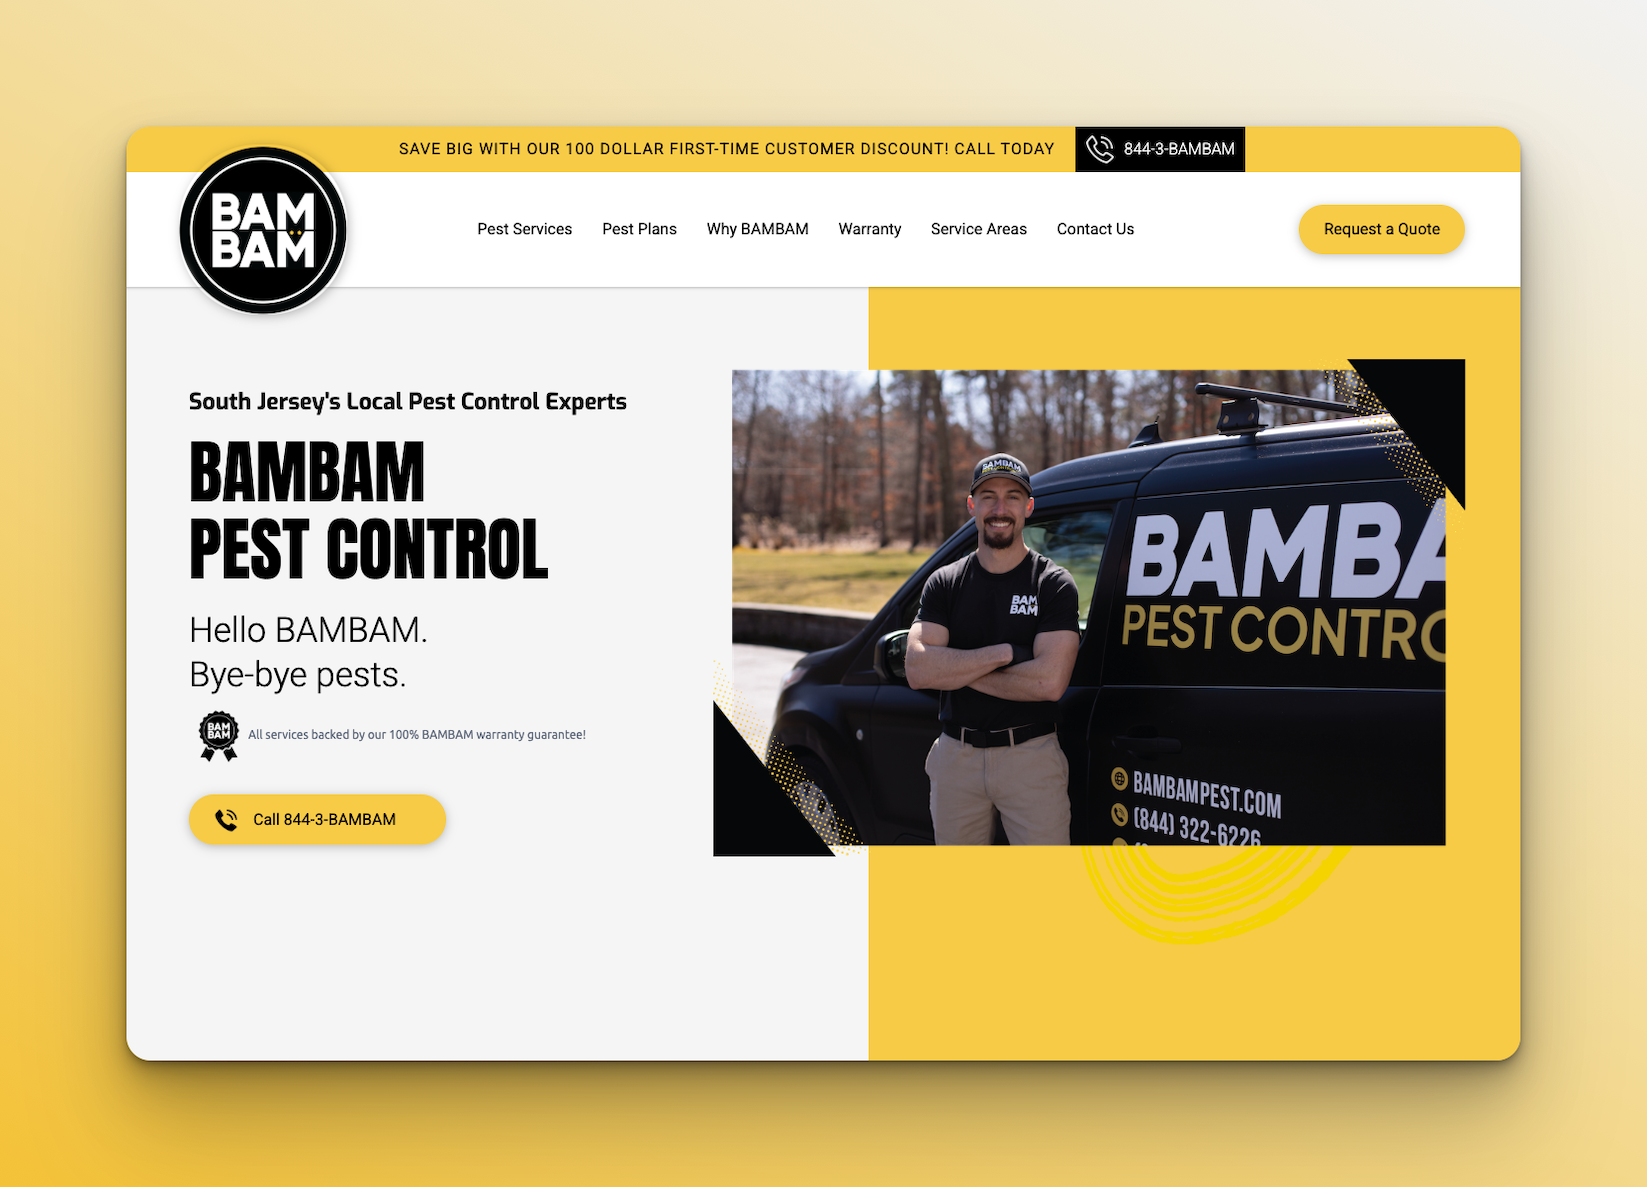 SAVE BIG WITH OUR 100 DOLLAR FIRST-TIME CUSTOMER DISCOUNT! CALL TODAY
844-3-BAMBAM
BAM
BAM
Pest Services
Pest Plans
Why BAMBAM
Warranty
Service Areas
Contact Us
Request a Quote
South Jersey's Local Pest Control Experts
BAMBAM
PEST CONTROL
Hello BAMBAM.
Bye-bye pests.
BAM
BAM
All services backed by our 100% BAMBAM warranty guarantee!
Call 844-3-BAMBAM
BAMBAM
BAM
BAM
BAMBA
PEST CONTRO
BAMBAMPEST.COM
(844) 322-6226